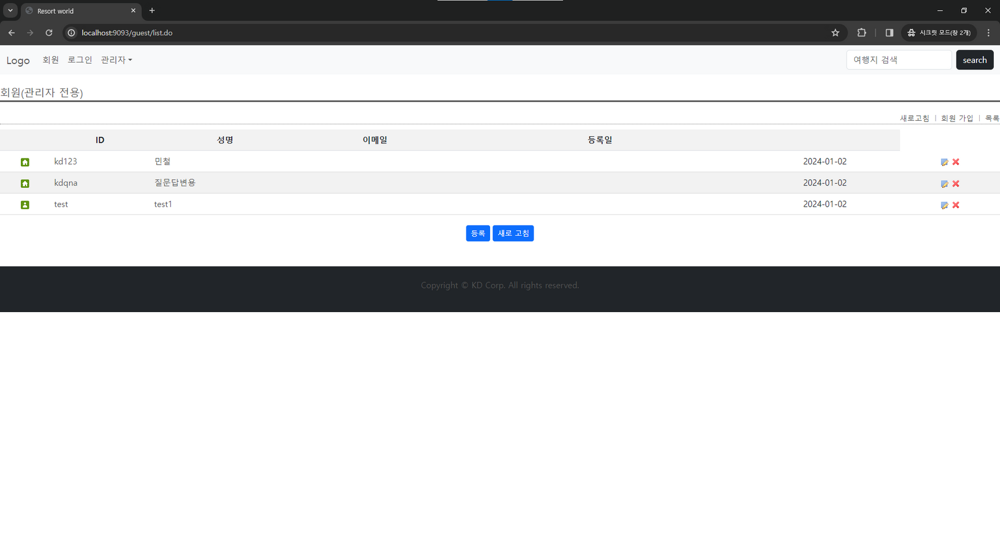 Resort world
localhost:9093/guest/list.do
시크릿 모드(창 2개)
Logo 회원 로그인 관리자 여행지 검색 search
회원(관리자 전용)
새로고침 | 회원 가입 | 목록
ID 성명 이메일 등록일
kd123 민철 2024-01-02
kdqna 질문답변용 2024-01-02
test test1 2024-01-02
등록 새로 고침
Copyright © KD Corp. All rights reserved.